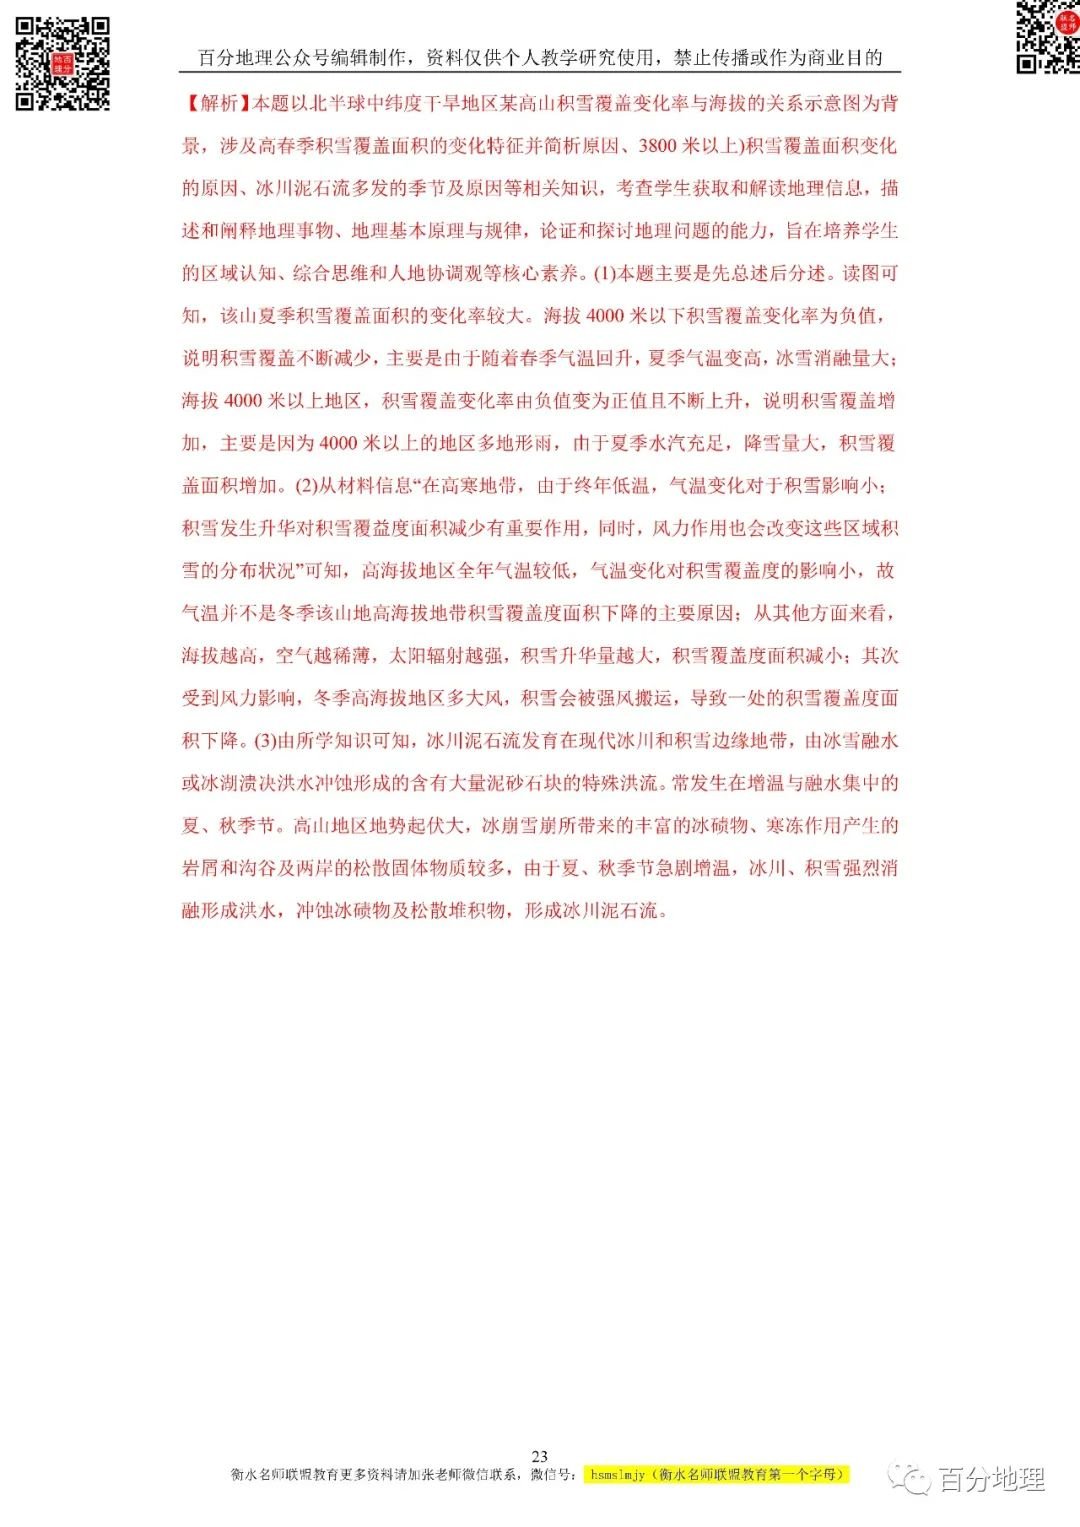 百分地理公众号编辑制作，资料仅供个人教学研究使用，禁止传播或作为商业目的
【解析】本题以北半球中纬度干旱地区某高山积雪覆盖变化率与海拔的关系示意图为背
景，涉及高春季积雪覆盖面积的变化特征并简析原因、3800 米以上)积雪覆盖面积变化
的原因、冰川泥石流多发的季节及原因等相关知识，考查学生获取和解读地理信息，描
述和阐释地理事物、地理基本原理与规律，论证和探讨地理问题的能力，旨在培养学生
的区域认知、综合思维和人地协调观等核心素养。(1)本题主要是先总述后分述。读图可
知，该山夏季积雪覆盖面积的变化率较大。海拔 4000 米以下积雪覆盖变化率为负值，
说明积雪覆盖不断减少，主要是由于随着春季气温回升，夏季气温变高，冰雪消融量大；
海拔 4000 米以上地区，积雪覆盖变化率由负值变为正值且不断上升，说明积雪覆盖增
加，主要是因为 4000 米以上的地区多地形雨，由于夏季水汽充足，降雪量大，积雪覆
盖面积增加。(2)从材料信息“在高寒地带，由于终年低温，气温变化对于积雪影响小；
积雪发生升华对积雪覆益度面积减少有重要作用，同时，风力作用也会改变这些区域积
雪的分布状况”可知，高海拔地区全年气温较低，气温变化对积雪覆盖度的影响小，故
气温并不是冬季该山地高海拔地带积雪覆盖度面积下降的主要原因；从其他方面来看，
海拔越高，空气越稀薄，太阳辐射越强，积雪升华量越大，积雪覆盖度面积减小；其次
受到风力影响，冬季高海拔地区多大风，积雪会被强风搬运，导致一处的积雪覆盖度面
积下降。(3)由所学知识可知，冰川泥石流发育在现代冰川和积雪边缘地带，由冰雪融水
或冰湖溃决洪水冲蚀形成的含有大量泥砂石块的特殊洪流。常发生在增温与融水集中的
夏、秋季节。高山地区地势起伏大，冰崩雪崩所带来的丰富的冰碛物、寒冻作用产生的
岩屑和沟谷及两岸的松散固体物质较多，由于夏、秋季节急剧增温，冰川、积雪强烈消
融形成洪水，冲蚀冰碛物及松散堆积物，形成冰川泥石流。
23
衡水名师联盟教育更多资料请加张老师微信联系，微信号： hsmslmjy（衡水名师联盟教育第一个字母）
百分地理